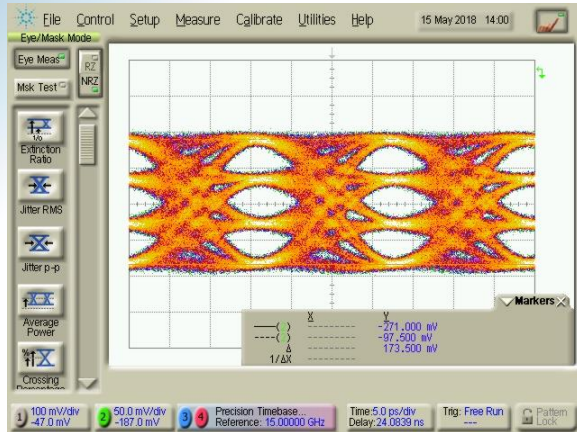 File Control Setup Measure Calibrate Utilities Help 15 May 2018 14:00
Eye/Mask Mode
Eye Meas
RZ
NRZ
Msk Test
Extinction
Ratio
Jitter RMS
Jitter p-p
Average
Power
Crossing
Percentage
Markers
X Y
-271.000 mV
-97.500 mV
Δ 173.500 mV
1/ΔX
1 100 mV/div
-47.0 mV
2 50.0 mV/div
-187.0 mV
3 4 Precision Timebase...
Reference: 15.00000 GHz
Time:5.0 ps/div
Delay:24.0839 ns
Trig: Free Run
---
Pattern
Lock